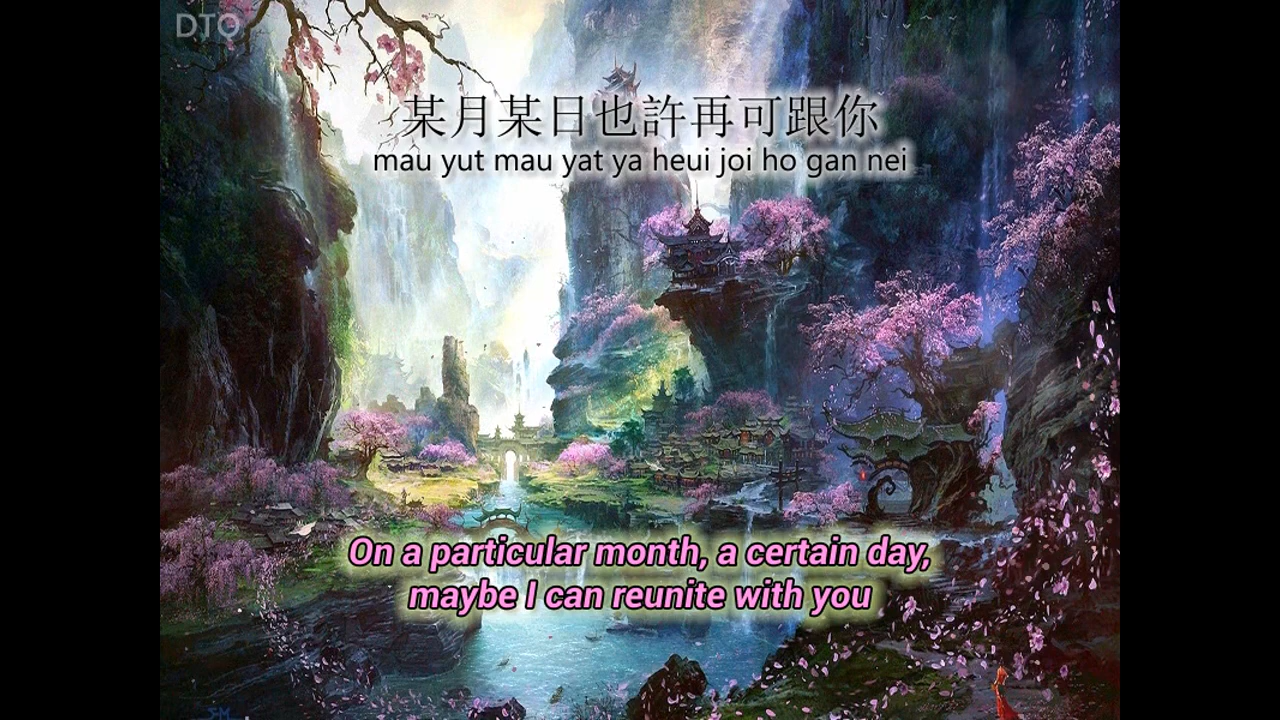 DTQ
某月某日也許再可跟你
mau yut mau yat ya heui joi ho gan nei
On a particular month, a certain day,
maybe I can reunite with you